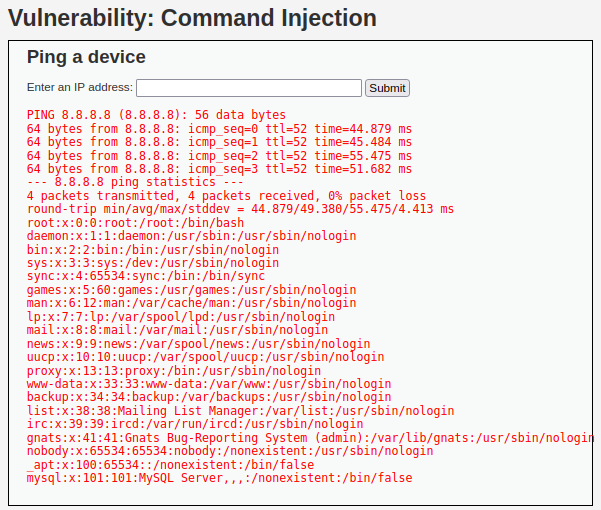 Vulnerability: Command Injection
Ping a device
Enter an IP address: Submit
PING 8.8.8.8 (8.8.8.8): 56 data bytes
64 bytes from 8.8.8.8: icmp_seq=0 ttl=52 time=44.879 ms
64 bytes from 8.8.8.8: icmp_seq=1 ttl=52 time=45.484 ms
64 bytes from 8.8.8.8: icmp_seq=2 ttl=52 time=55.475 ms
64 bytes from 8.8.8.8: icmp_seq=3 ttl=52 time=51.682 ms
--- 8.8.8.8 ping statistics ---
4 packets transmitted, 4 packets received, 0% packet loss
round-trip min/avg/max/stddev = 44.879/49.380/55.475/4.413 ms
root:x:0:0:root:/root:/bin/bash
daemon:x:1:1:daemon:/usr/sbin:/usr/sbin/nologin
bin:x:2:2:bin:/bin:/usr/sbin/nologin
sys:x:3:3:sys:/dev:/usr/sbin/nologin
sync:x:4:65534:sync:/bin:/bin/sync
games:x:5:60:games:/usr/games:/usr/sbin/nologin
man:x:6:12:man:/var/cache/man:/usr/sbin/nologin
lp:x:7:7:lp:/var/spool/lpd:/usr/sbin/nologin
mail:x:8:8:mail:/var/mail:/usr/sbin/nologin
news:x:9:9:news:/var/spool/news:/usr/sbin/nologin
uucp:x:10:10:uucp:/var/spool/uucp:/usr/sbin/nologin
proxy:x:13:13:proxy:/bin:/usr/sbin/nologin
www-data:x:33:33:www-data:/var/www:/usr/sbin/nologin
backup:x:34:34:backup:/var/backups:/usr/sbin/nologin
list:x:38:38:Mailing List Manager:/var/list:/usr/sbin/nologin
irc:x:39:39:ircd:/var/run/ircd:/usr/sbin/nologin
gnats:x:41:41:Gnats Bug-Reporting System (admin):/var/lib/gnats:/usr/sbin/nologin
nobody:x:65534:65534:nobody:/nonexistent:/usr/sbin/nologin
_apt:x:100:65534::/nonexistent:/bin/false
mysql:x:101:101:MySQL Server,,,:/nonexistent:/bin/false